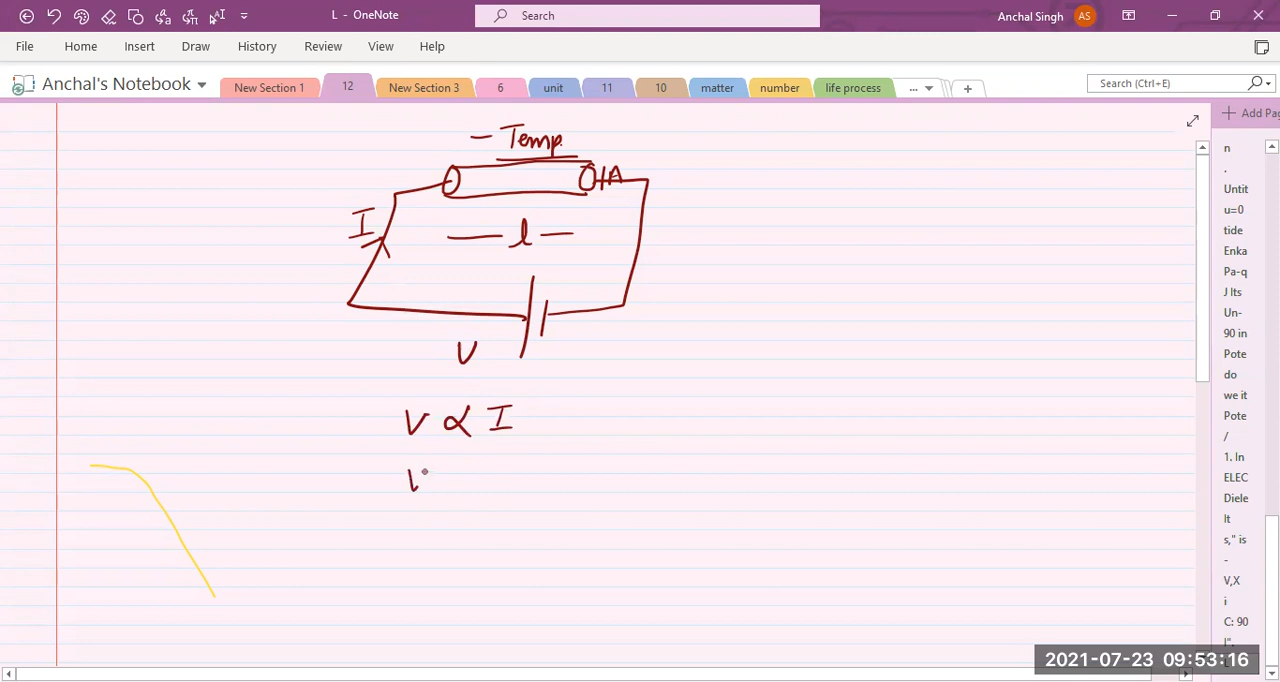 L - OneNote
Search
Anchal Singh
AS
File Home Insert Draw History Review View Help
Anchal's Notebook
New Section 1 12 New Section 3 6 unit 11 10 matter number life process ...
Search (Ctrl+E)
Add Pag
- Temp.
A
I
l
V
V ∝ I
V
n
.
Untit
u=0
tide
Enka
Pa-q
J Its
Un-
90 in
Pote
do
we it
Pote
/
1. In
ELEC
Diele
It
s," is
-
V,X
i
C: 90
I",
2021-07-23 09:53:16